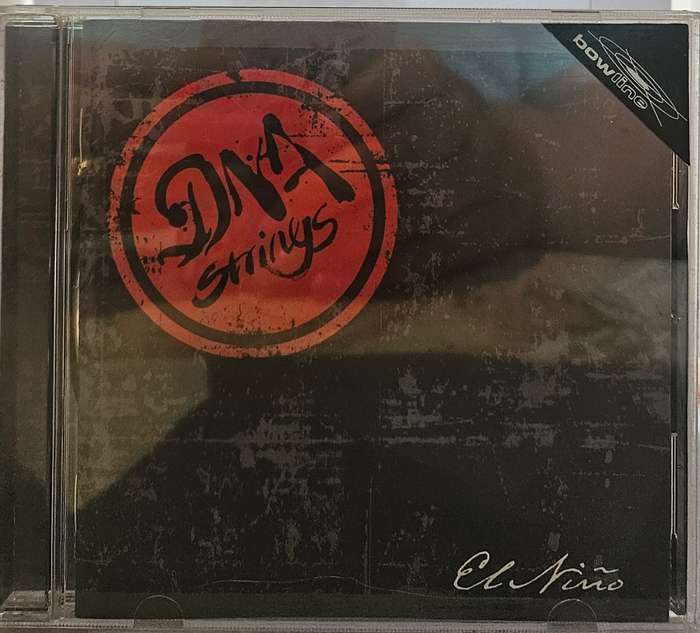 bowline
DNA
strings
El Niño